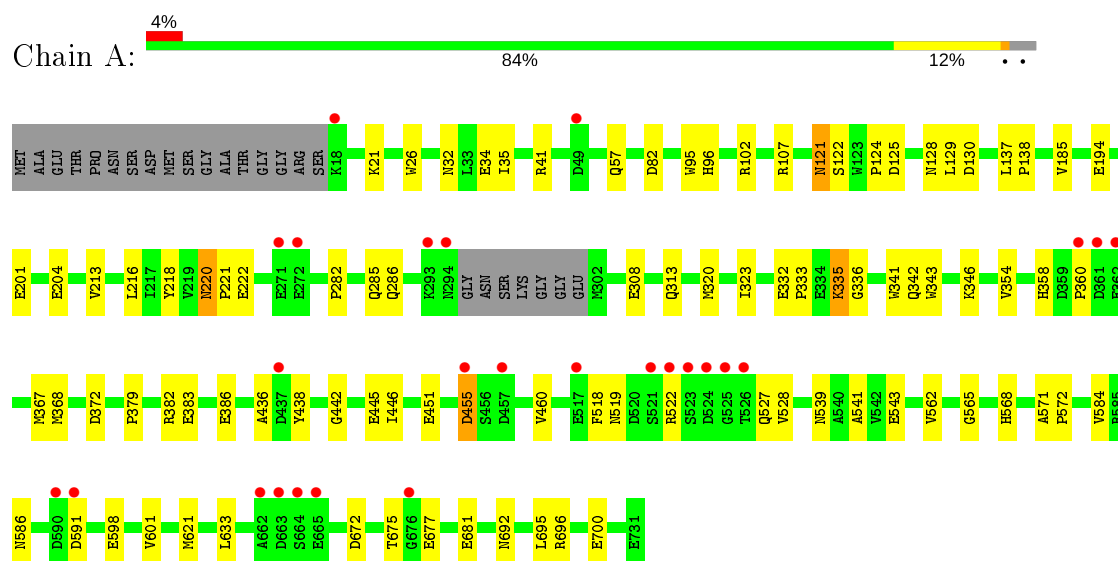 4%
Chain A:
84% 12% • •
MET ALA GLU THR PRO ASN SER ASP MET SER GLY ALA THR GLY GLY ARG SER K18 K21 W26 N32 L33 E34 I35 R41 D49 Q57 D82 W95 H96 R102 R107 N121 S122 W123 P124 D125 N128 L129 D130 L137 P138 V185 E194
E201 E204 V213 L216 I217 Y218 V219 N220 P221 E222 E271 E272 P282 Q285 Q286 K293 N294 GLY ASN SER LYS GLY GLY GLU M302 E308 Q313 M320 I323 E332 P333 E334 K335 G336 W341 Q342 W343 K346 V354 H358 D359 P360 D361 E362
M367 M368 D372 P379 R382 E383 E386 A436 D437 Y438 G442 E445 I446 E451 D455 S456 D457 V460 E517 F518 N519 D520 S521 R522 S523 D524 G525 T526 Q527 V528 N539 A540 A541 V542 E543 V562 G565 H568 A571 P572 V584 R585
N586 D590 D591 E598 V601 M621 L633 A662 D663 S664 E665 D672 T675 G676 E677 E681 N692 L695 R696 E700 E731